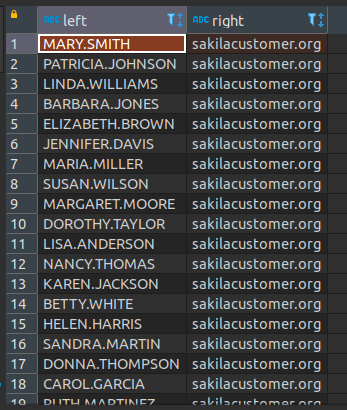 ABC left ABC right
1 MARY.SMITH sakilacustomer.org
2 PATRICIA.JOHNSON sakilacustomer.org
3 LINDA.WILLIAMS sakilacustomer.org
4 BARBARA.JONES sakilacustomer.org
5 ELIZABETH.BROWN sakilacustomer.org
6 JENNIFER.DAVIS sakilacustomer.org
7 MARIA.MILLER sakilacustomer.org
8 SUSAN.WILSON sakilacustomer.org
9 MARGARET.MOORE sakilacustomer.org
10 DOROTHY.TAYLOR sakilacustomer.org
11 LISA.ANDERSON sakilacustomer.org
12 NANCY.THOMAS sakilacustomer.org
13 KAREN.JACKSON sakilacustomer.org
14 BETTY.WHITE sakilacustomer.org
15 HELEN.HARRIS sakilacustomer.org
16 SANDRA.MARTIN sakilacustomer.org
17 DONNA.THOMPSON sakilacustomer.org
18 CAROL.GARCIA sakilacustomer.org
19 RUTH.MARTINEZ sakilacustomer.org